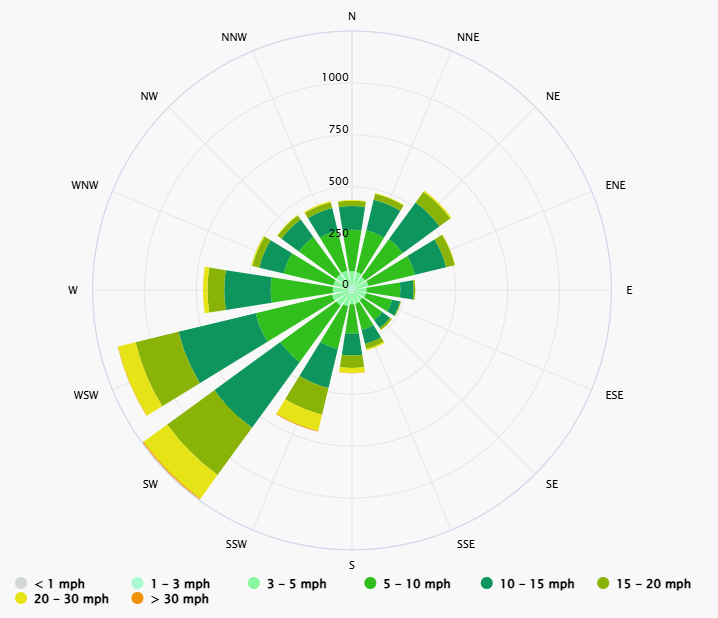 N
NNW
NNE
1000
NW
NE
750
500
WNW
ENE
250
0
W
E
WSW
ESE
SW
SE
SSW
SSE
S
< 1 mph
1 – 3 mph
3 – 5 mph
5 – 10 mph
10 – 15 mph
15 – 20 mph
20 – 30 mph
> 30 mph